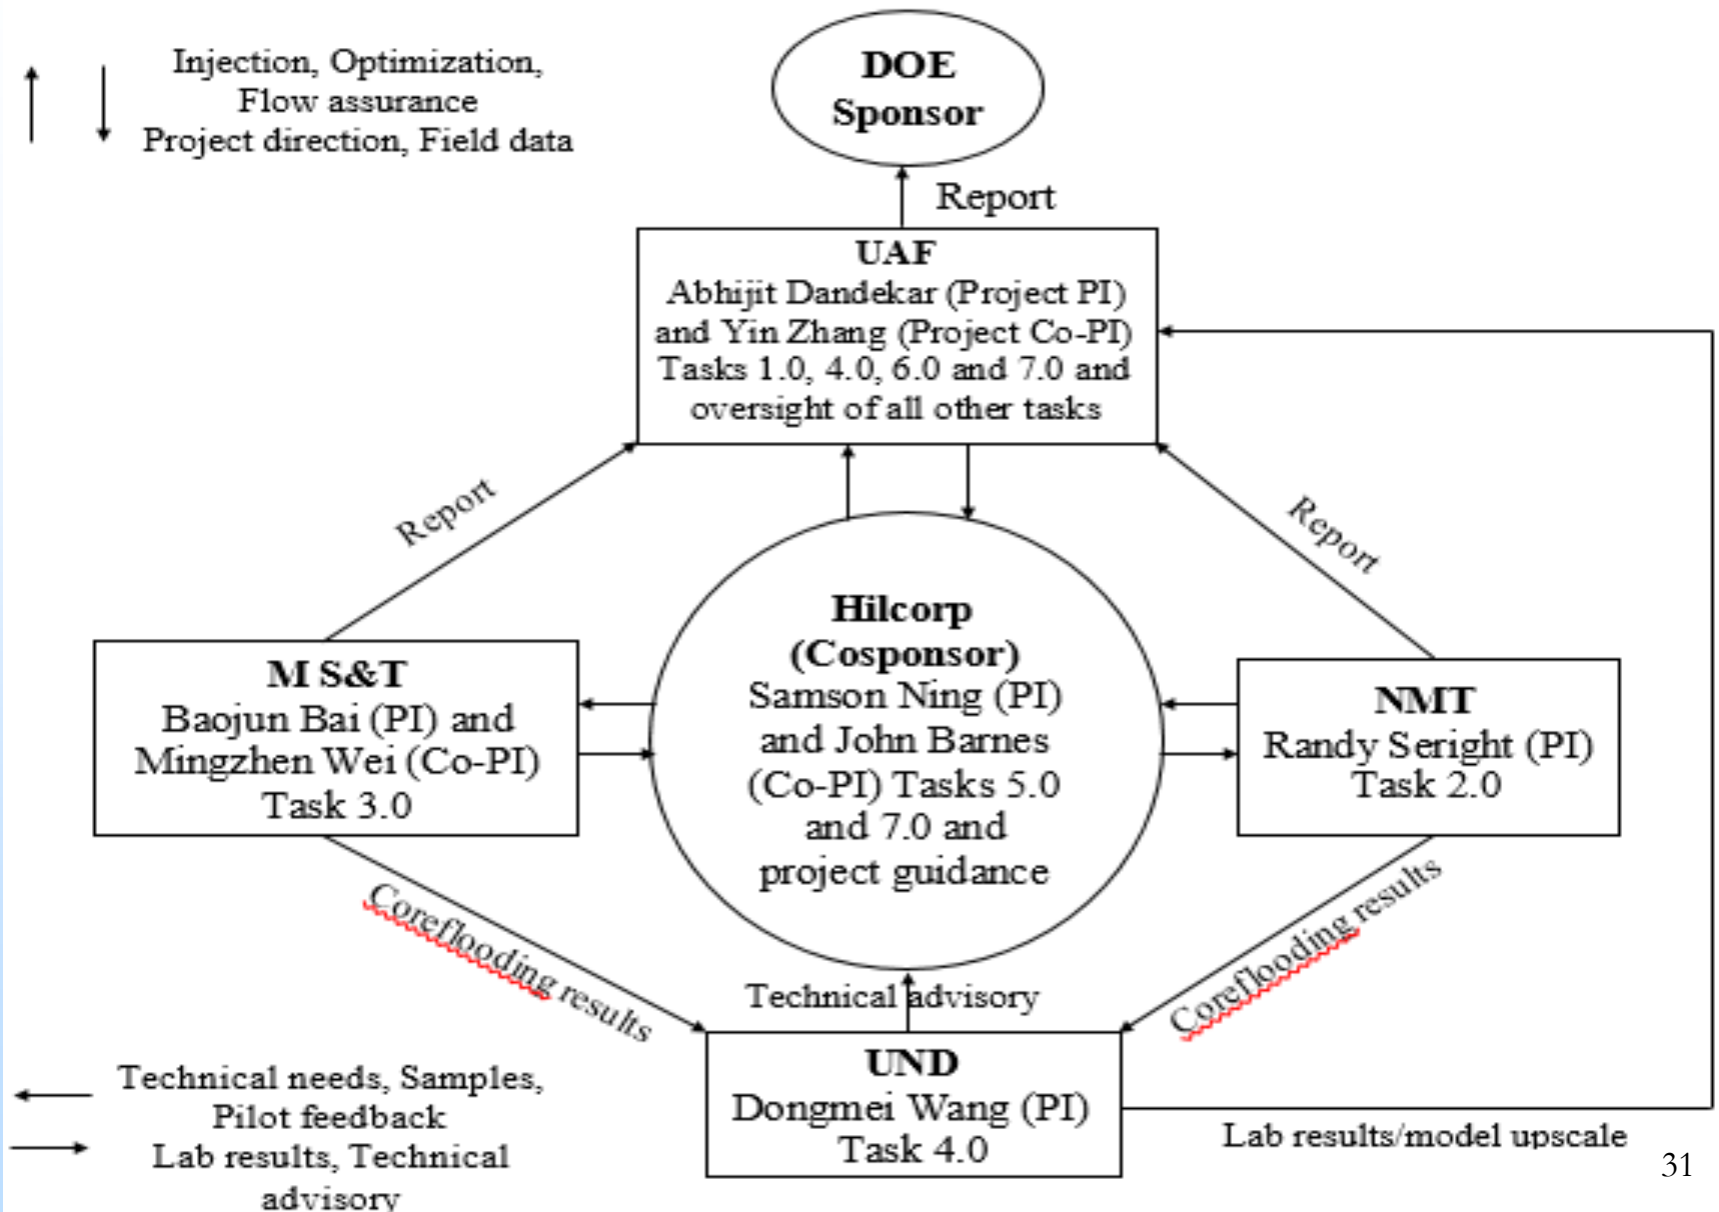 Injection, Optimization,
Flow assurance
Project direction, Field data
DOE
Sponsor
Report
UAF
Abhijit Dandekar (Project PI)
and Yin Zhang (Project Co-PI)
Tasks 1.0, 4.0, 6.0 and 7.0 and
oversight of all other tasks
Report
Report
Hilcorp
(Cosponsor)
Samson Ning (PI)
and John Barnes
(Co-PI) Tasks 5.0
and 7.0 and
project guidance
M S&T
Baojun Bai (PI) and
Mingzhen Wei (Co-PI)
Task 3.0
NMT
Randy Seright (PI)
Task 2.0
Coreflooding results
Coreflooding results
Technical advisory
UND
Dongmei Wang (PI)
Task 4.0
Technical needs, Samples,
Pilot feedback
Lab results, Technical
advisory
Lab results/model upscale
31